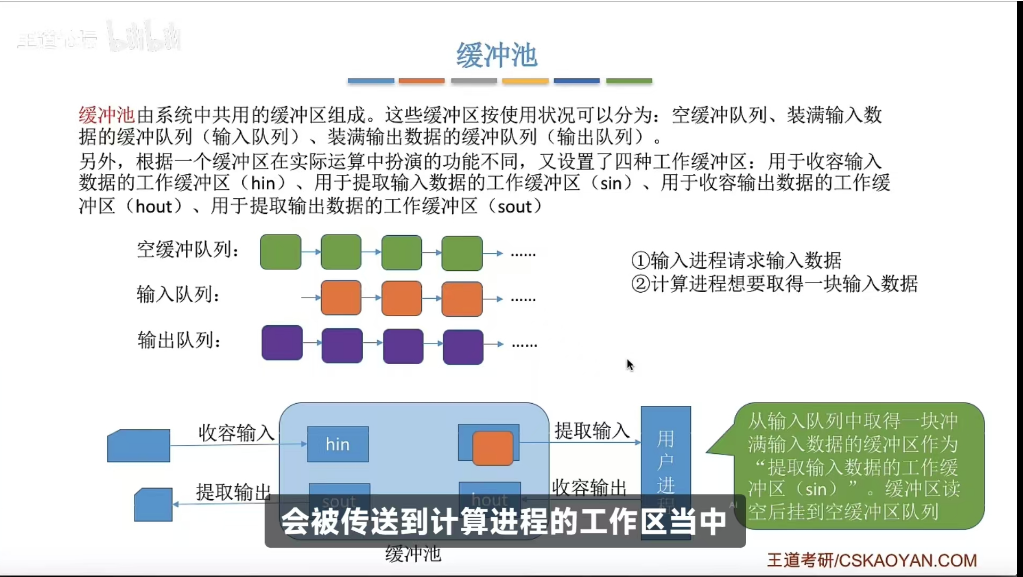 bilibili
缓冲池
缓冲池由系统中共用的缓冲区组成。这些缓冲区按使用状况可以分为：空缓冲队列、装满输入数
据的缓冲队列（输入队列）、装满输出数据的缓冲队列（输出队列）。
另外，根据一个缓冲区在实际运算中扮演的功能不同，又设置了四种工作缓冲区：用于收容输入
数据的工作缓冲区（hin）、用于提取输入数据的工作缓冲区（sin）、用于收容输出数据的工作缓
冲区（hout）、用于提取输出数据的工作缓冲区（sout）
空缓冲队列：
......
输入队列：
......
输出队列：
......
①输入进程请求输入数据
②计算进程想要取得一块输入数据
收容输入
hin
提取输入
用户进程
提取输出
sout
hout
收容输出
缓冲池
从输入队列中取得一块冲
满输入数据的缓冲区作为
“提取输入数据的工作缓
冲区（sin）”。缓冲区读
空后挂到空缓冲区队列
会被传送到计算进程的工作区当中
王道考研/CSKAOYAN.COM